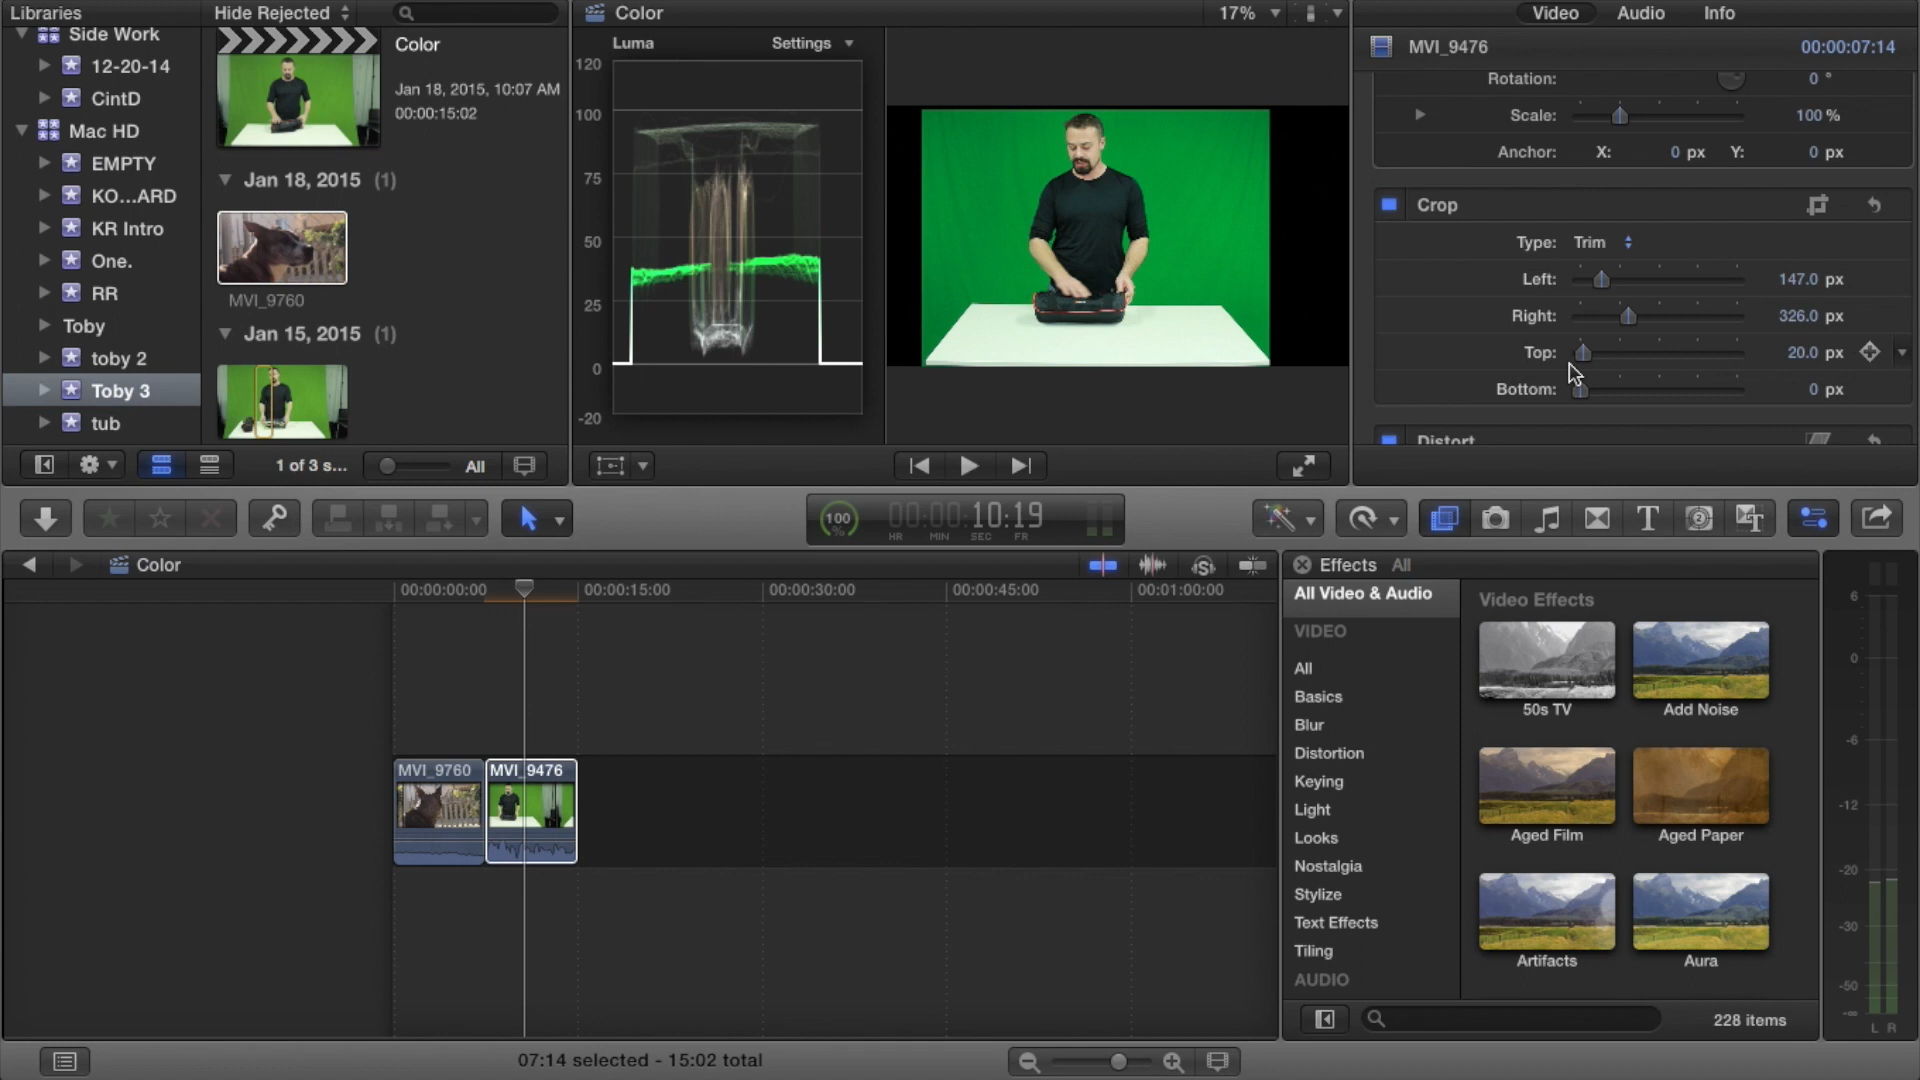 Libraries
Hide Rejected
Color
17%
Video
Audio
Info
Side Work
12-20-14
CintD
Mac HD
EMPTY
KO...ARD
KR Intro
One.
RR
Toby
toby 2
Toby 3
tub
Color
Jan 18, 2015, 10:07 AM
00:00:15:02
Jan 18, 2015 (1)
MVI_9760
Jan 15, 2015 (1)
1 of 3 s...
All
Luma
Settings
120
100
75
50
25
0
-20
MVI_9476
00:00:07:14
Rotation: 0 °
Scale: 100 %
Anchor: X: 0 px Y: 0 px
Crop
Type: Trim
Left: 147.0 px
Right: 326.0 px
Top: 20.0 px
Bottom: 0 px
Distort
100
%
00:00:10:19
HR MIN SEC FR
Color
00:00:00:00
00:00:15:00
00:00:30:00
00:00:45:00
00:01:00:00
MVI_9760
MVI_9476
Effects All
All Video & Audio
VIDEO
All
Basics
Blur
Distortion
Keying
Light
Looks
Nostalgia
Stylize
Text Effects
Tiling
AUDIO
Video Effects
50s TV
Add Noise
Aged Film
Aged Paper
Artifacts
Aura
228 items
6
0
-6
-12
-20
-30
-50
-∞
L R
07:14 selected - 15:02 total